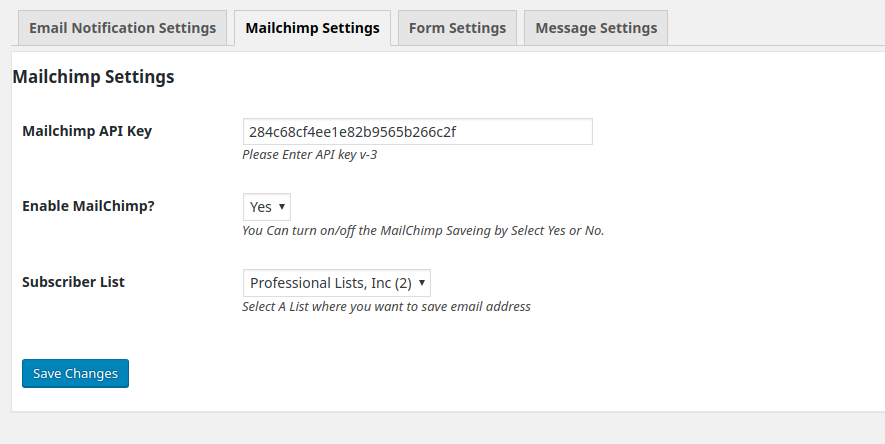 Email Notification Settings Mailchimp Settings Form Settings Message Settings
Mailchimp Settings
Mailchimp API Key 284c68cf4ee1e82b9565b266c2f
Please Enter API key v-3
Enable MailChimp? Yes
You Can turn on/off the MailChimp Saveing by Select Yes or No.
Subscriber List Professional Lists, Inc (2)
Select A List where you want to save email address
Save Changes